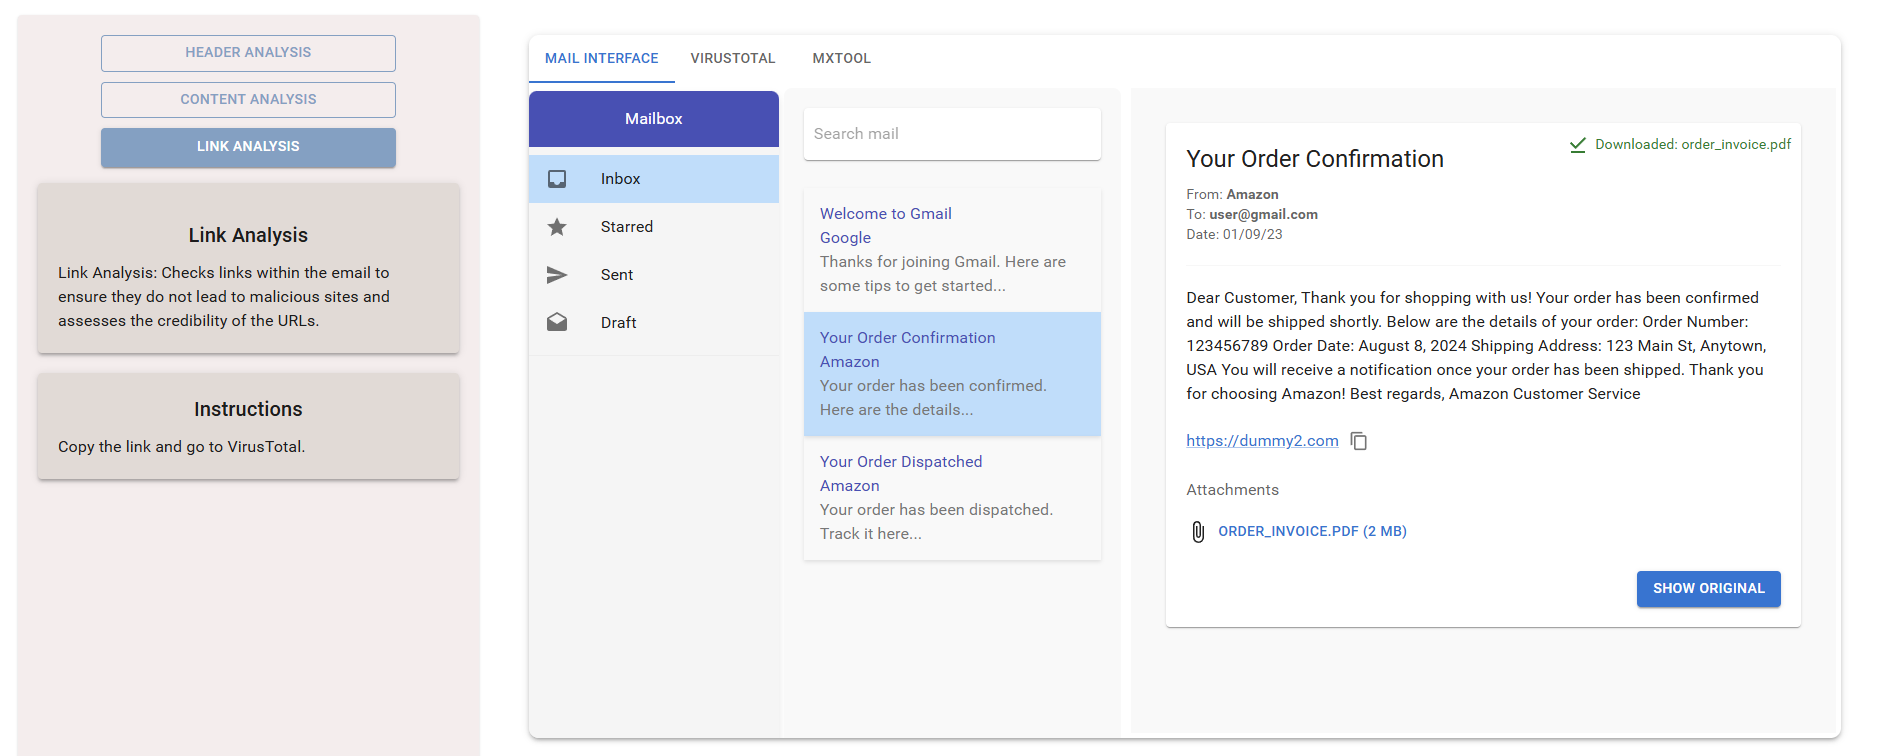 HEADER ANALYSIS
CONTENT ANALYSIS
LINK ANALYSIS
Link Analysis
Link Analysis: Checks links within the email to
ensure they do not lead to malicious sites and
assesses the credibility of the URLs.
Instructions
Copy the link and go to VirusTotal.
MAIL INTERFACE
VIRUSTOTAL
MXTOOL
Mailbox
Inbox
Starred
Sent
Draft
Search mail
Welcome to Gmail
Google
Thanks for joining Gmail. Here are
some tips to get started...
Your Order Confirmation
Amazon
Your order has been confirmed.
Here are the details...
Your Order Dispatched
Amazon
Your order has been dispatched.
Track it here...
Downloaded: order_invoice.pdf
Your Order Confirmation
From: Amazon
To: user@gmail.com
Date: 01/09/23
Dear Customer, Thank you for shopping with us! Your order has been confirmed
and will be shipped shortly. Below are the details of your order: Order Number:
123456789 Order Date: August 8, 2024 Shipping Address: 123 Main St, Anytown,
USA You will receive a notification once your order has been shipped. Thank you
for choosing Amazon! Best regards, Amazon Customer Service
https://dummy2.com
Attachments
ORDER_INVOICE.PDF (2 MB)
SHOW ORIGINAL